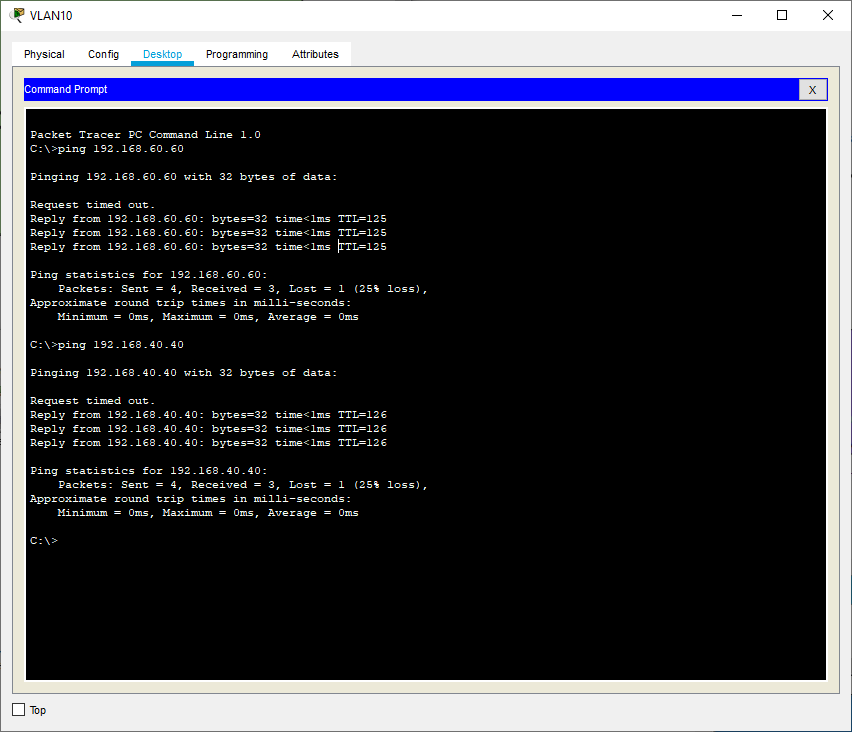 VLAN10
Physical Config Desktop Programming Attributes
Command Prompt X
Packet Tracer PC Command Line 1.0
C:\>ping 192.168.60.60
Pinging 192.168.60.60 with 32 bytes of data:
Request timed out.
Reply from 192.168.60.60: bytes=32 time<1ms TTL=125
Reply from 192.168.60.60: bytes=32 time<1ms TTL=125
Reply from 192.168.60.60: bytes=32 time<1ms TTL=125
Ping statistics for 192.168.60.60:
Packets: Sent = 4, Received = 3, Lost = 1 (25% loss),
Approximate round trip times in milli-seconds:
Minimum = 0ms, Maximum = 0ms, Average = 0ms
C:\>ping 192.168.40.40
Pinging 192.168.40.40 with 32 bytes of data:
Request timed out.
Reply from 192.168.40.40: bytes=32 time<1ms TTL=126
Reply from 192.168.40.40: bytes=32 time<1ms TTL=126
Reply from 192.168.40.40: bytes=32 time<1ms TTL=126
Ping statistics for 192.168.40.40:
Packets: Sent = 4, Received = 3, Lost = 1 (25% loss),
Approximate round trip times in milli-seconds:
Minimum = 0ms, Maximum = 0ms, Average = 0ms
C:\>
Top